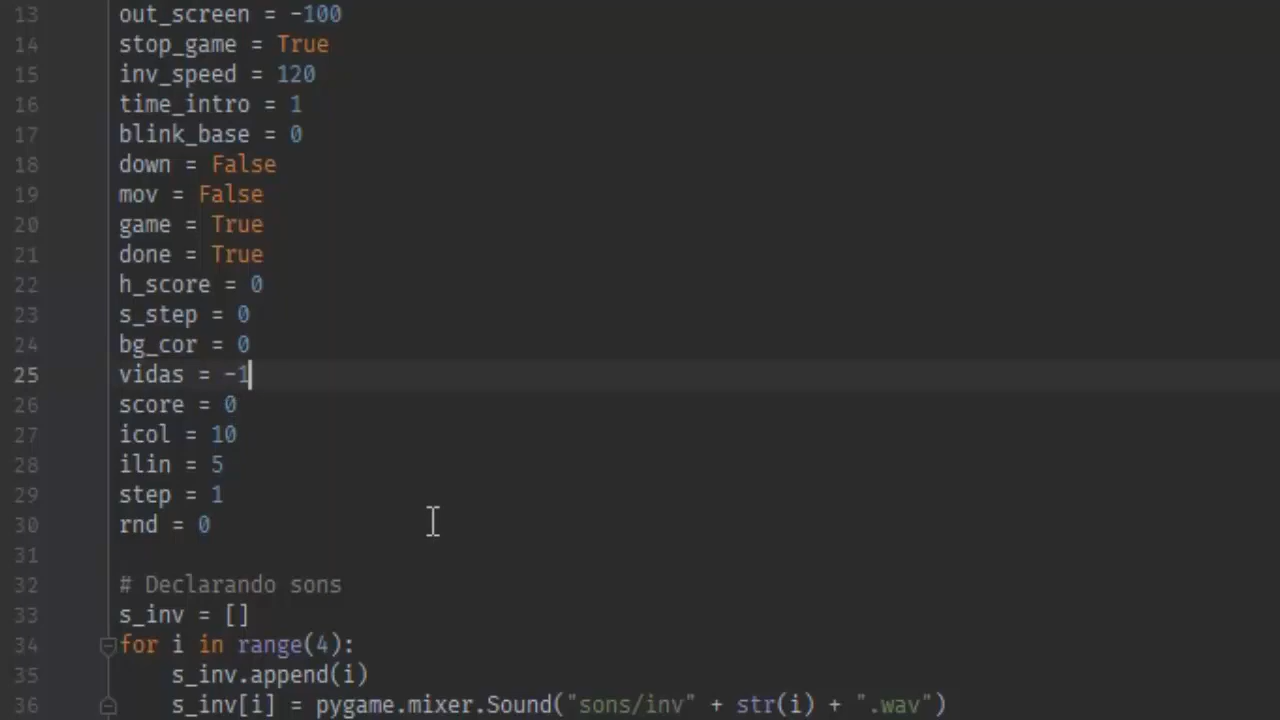 13 out_screen = -100
14 stop_game = True
15 inv_speed = 120
16 time_intro = 1
17 blink_base = 0
18 down = False
19 mov = False
20 game = True
21 done = True
22 h_score = 0
23 s_step = 0
24 bg_cor = 0
25 vidas = -1
26 score = 0
27 icol = 10
28 ilin = 5
29 step = 1
30 rnd = 0
31
32 # Declarando sons
33 s_inv = []
34 for i in range(4):
35     s_inv.append(i)
36     s_inv[i] = pygame.mixer.Sound("sons/inv" + str(i) + ".wav")